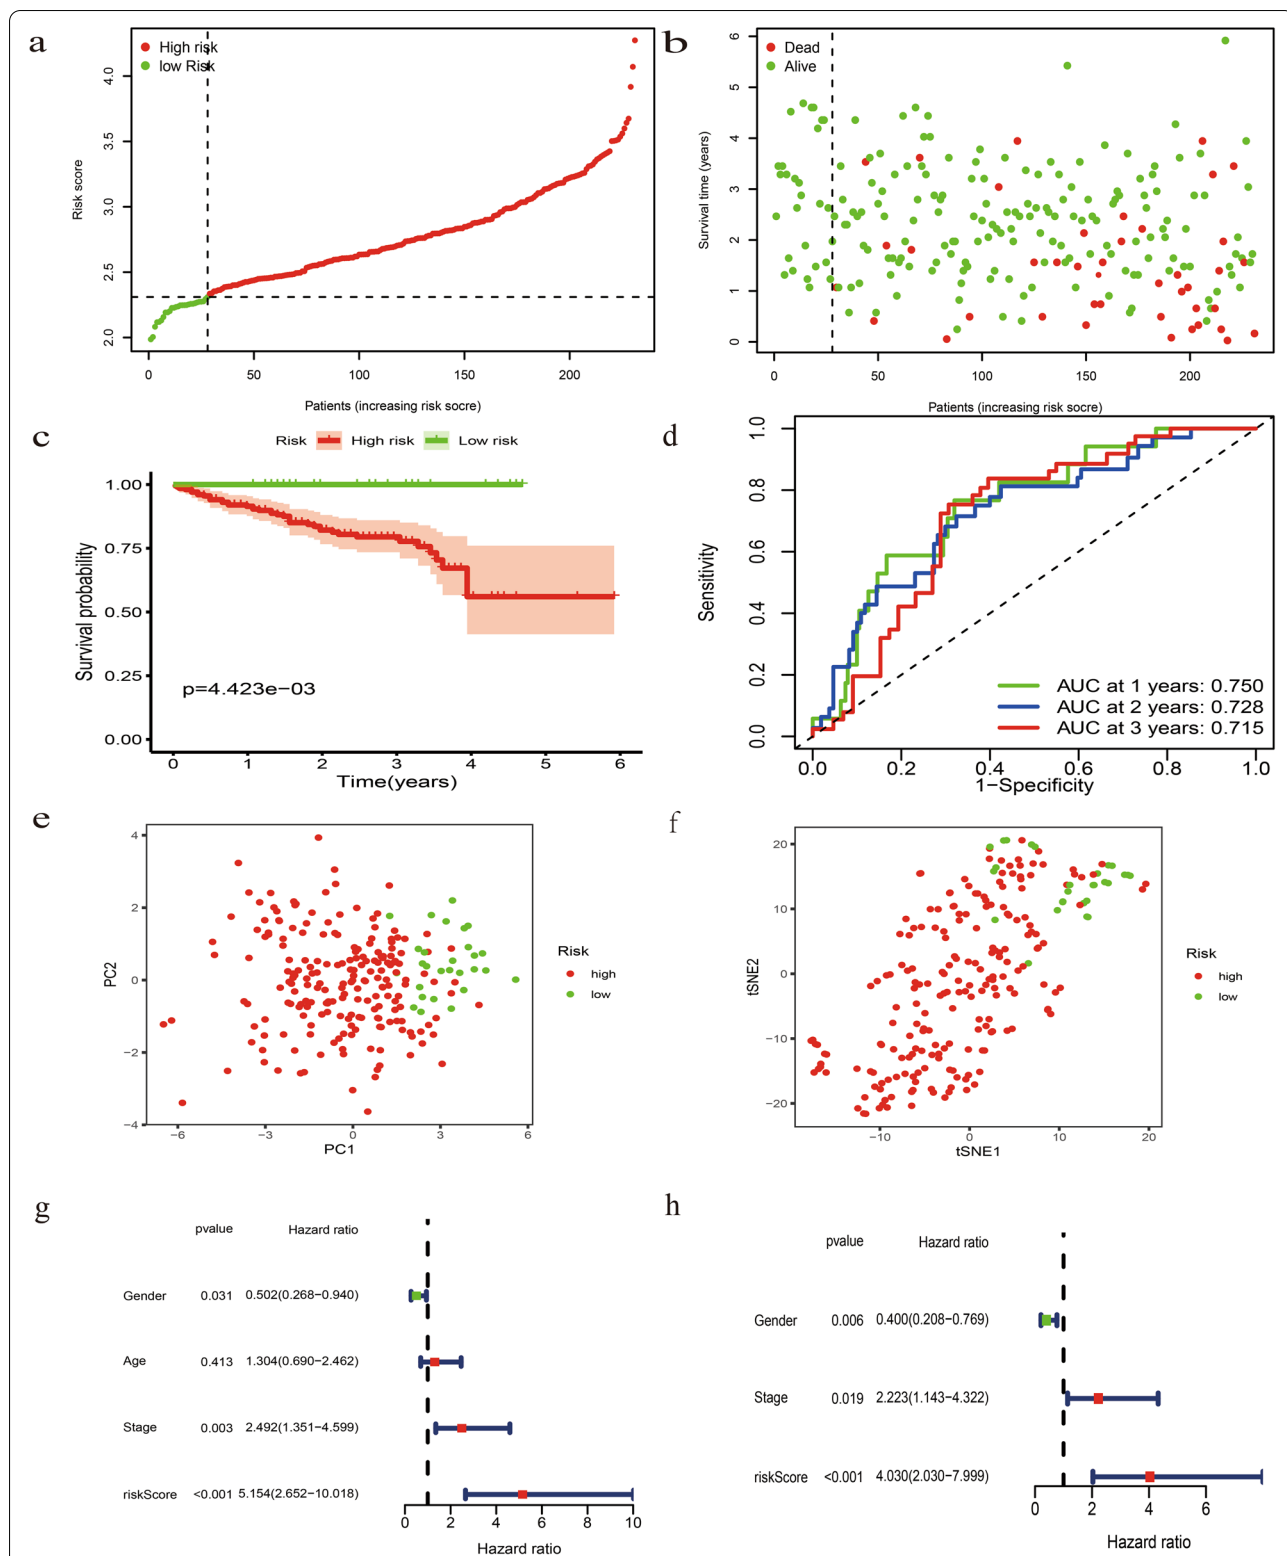 a
High risk
low Risk
Risk score
4.0
3.5
3.0
2.5
2.0
0 50 100 150 200
Patients (increasing risk socre)
b
Dead
Alive
Survival time (years)
6
5
4
3
2
1
0
0 50 100 150 200
Patients (increasing risk socre)
c
Risk High risk Low risk
Survival probability
1.00
0.75
0.50
0.25
0.00
p=4.423e−03
0 1 2 3 4 5 6
Time(years)
d
Sensitivity
1.0
0.8
0.6
0.4
0.2
0.0
AUC at 1 years: 0.750
AUC at 2 years: 0.728
AUC at 3 years: 0.715
0.0 0.2 0.4 0.6 0.8 1.0
1−Specificity
e
PC2
4
2
0
−2
−4
−6 −3 0 3 6
PC1
Risk
high
low
f
tSNE2
20
10
0
−10
−20
−10 0 10 20
tSNE1
Risk
high
low
g
pvalue Hazard ratio
Gender 0.031 0.502(0.268−0.940)
Age 0.413 1.304(0.690−2.462)
Stage 0.003 2.492(1.351−4.599)
riskScore <0.001 5.154(2.652−10.018)
0 2 4 6 8 10
Hazard ratio
h
pvalue Hazard ratio
Gender 0.006 0.400(0.208−0.769)
Stage 0.019 2.223(1.143−4.322)
riskScore <0.001 4.030(2.030−7.999)
0 2 4 6
Hazard ratio